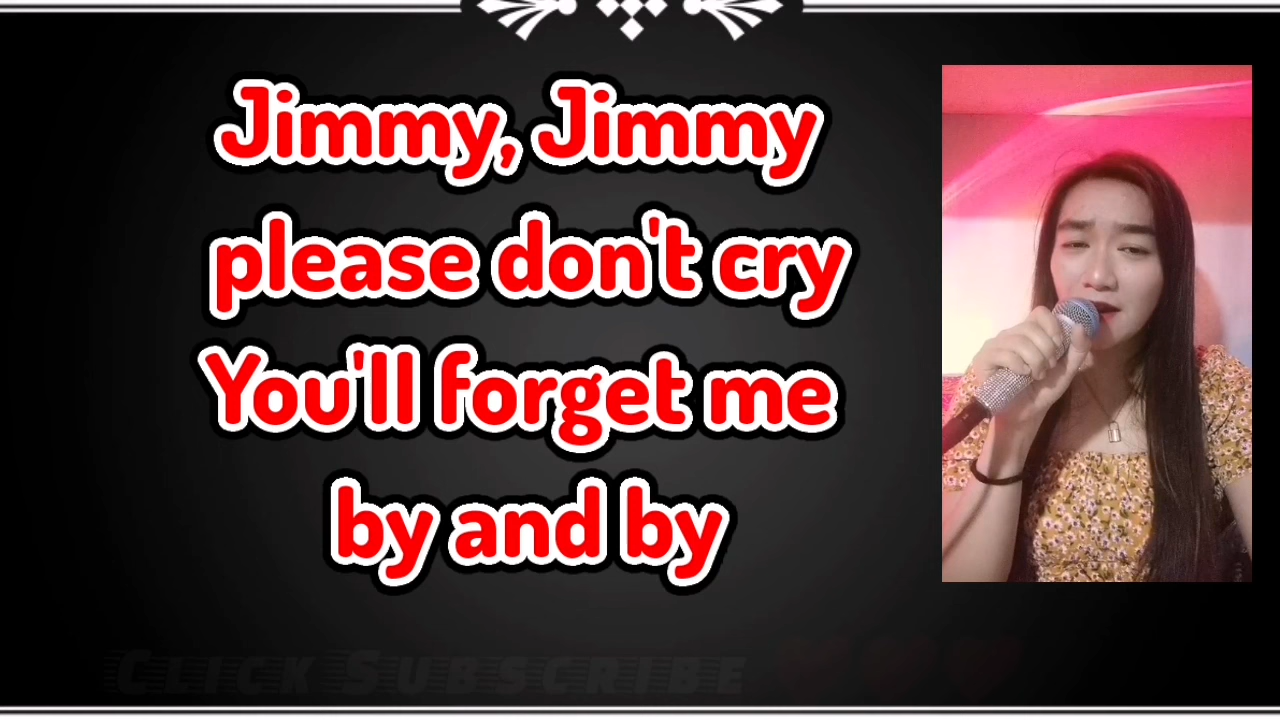 Jimmy, Jimmy
please don't cry
You'll forget me
by and by
Click Subscribe